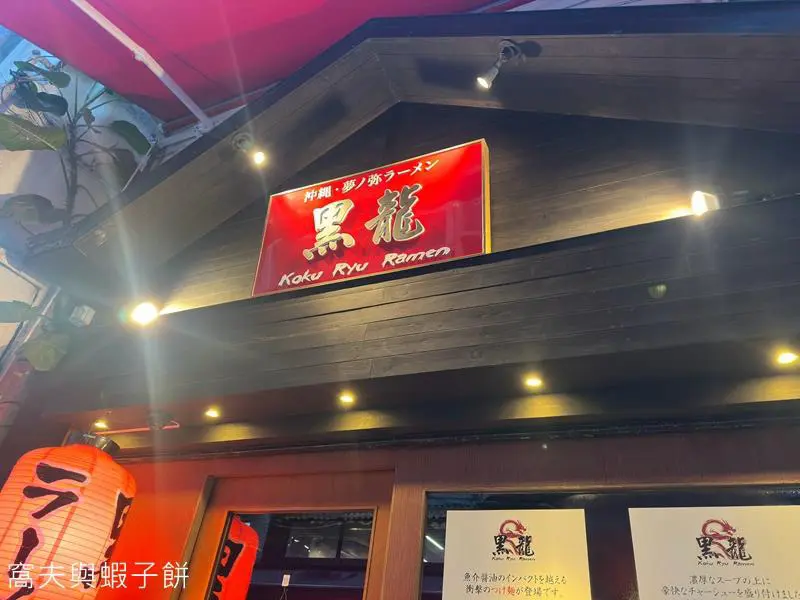 沖縄・夢ノ弥ラーメン
黒龍
Koku Ryu Ramen
ラー
黒龍
Koku Ryu Ramen
魚介醤油のインパクトを越える
衝撃のつけ麺が登場です。
黒龍
Koku Ryu Ramen
濃厚なスープの上に
豪快なチャーシューを盛り付けました
窩夫與蝦子餅